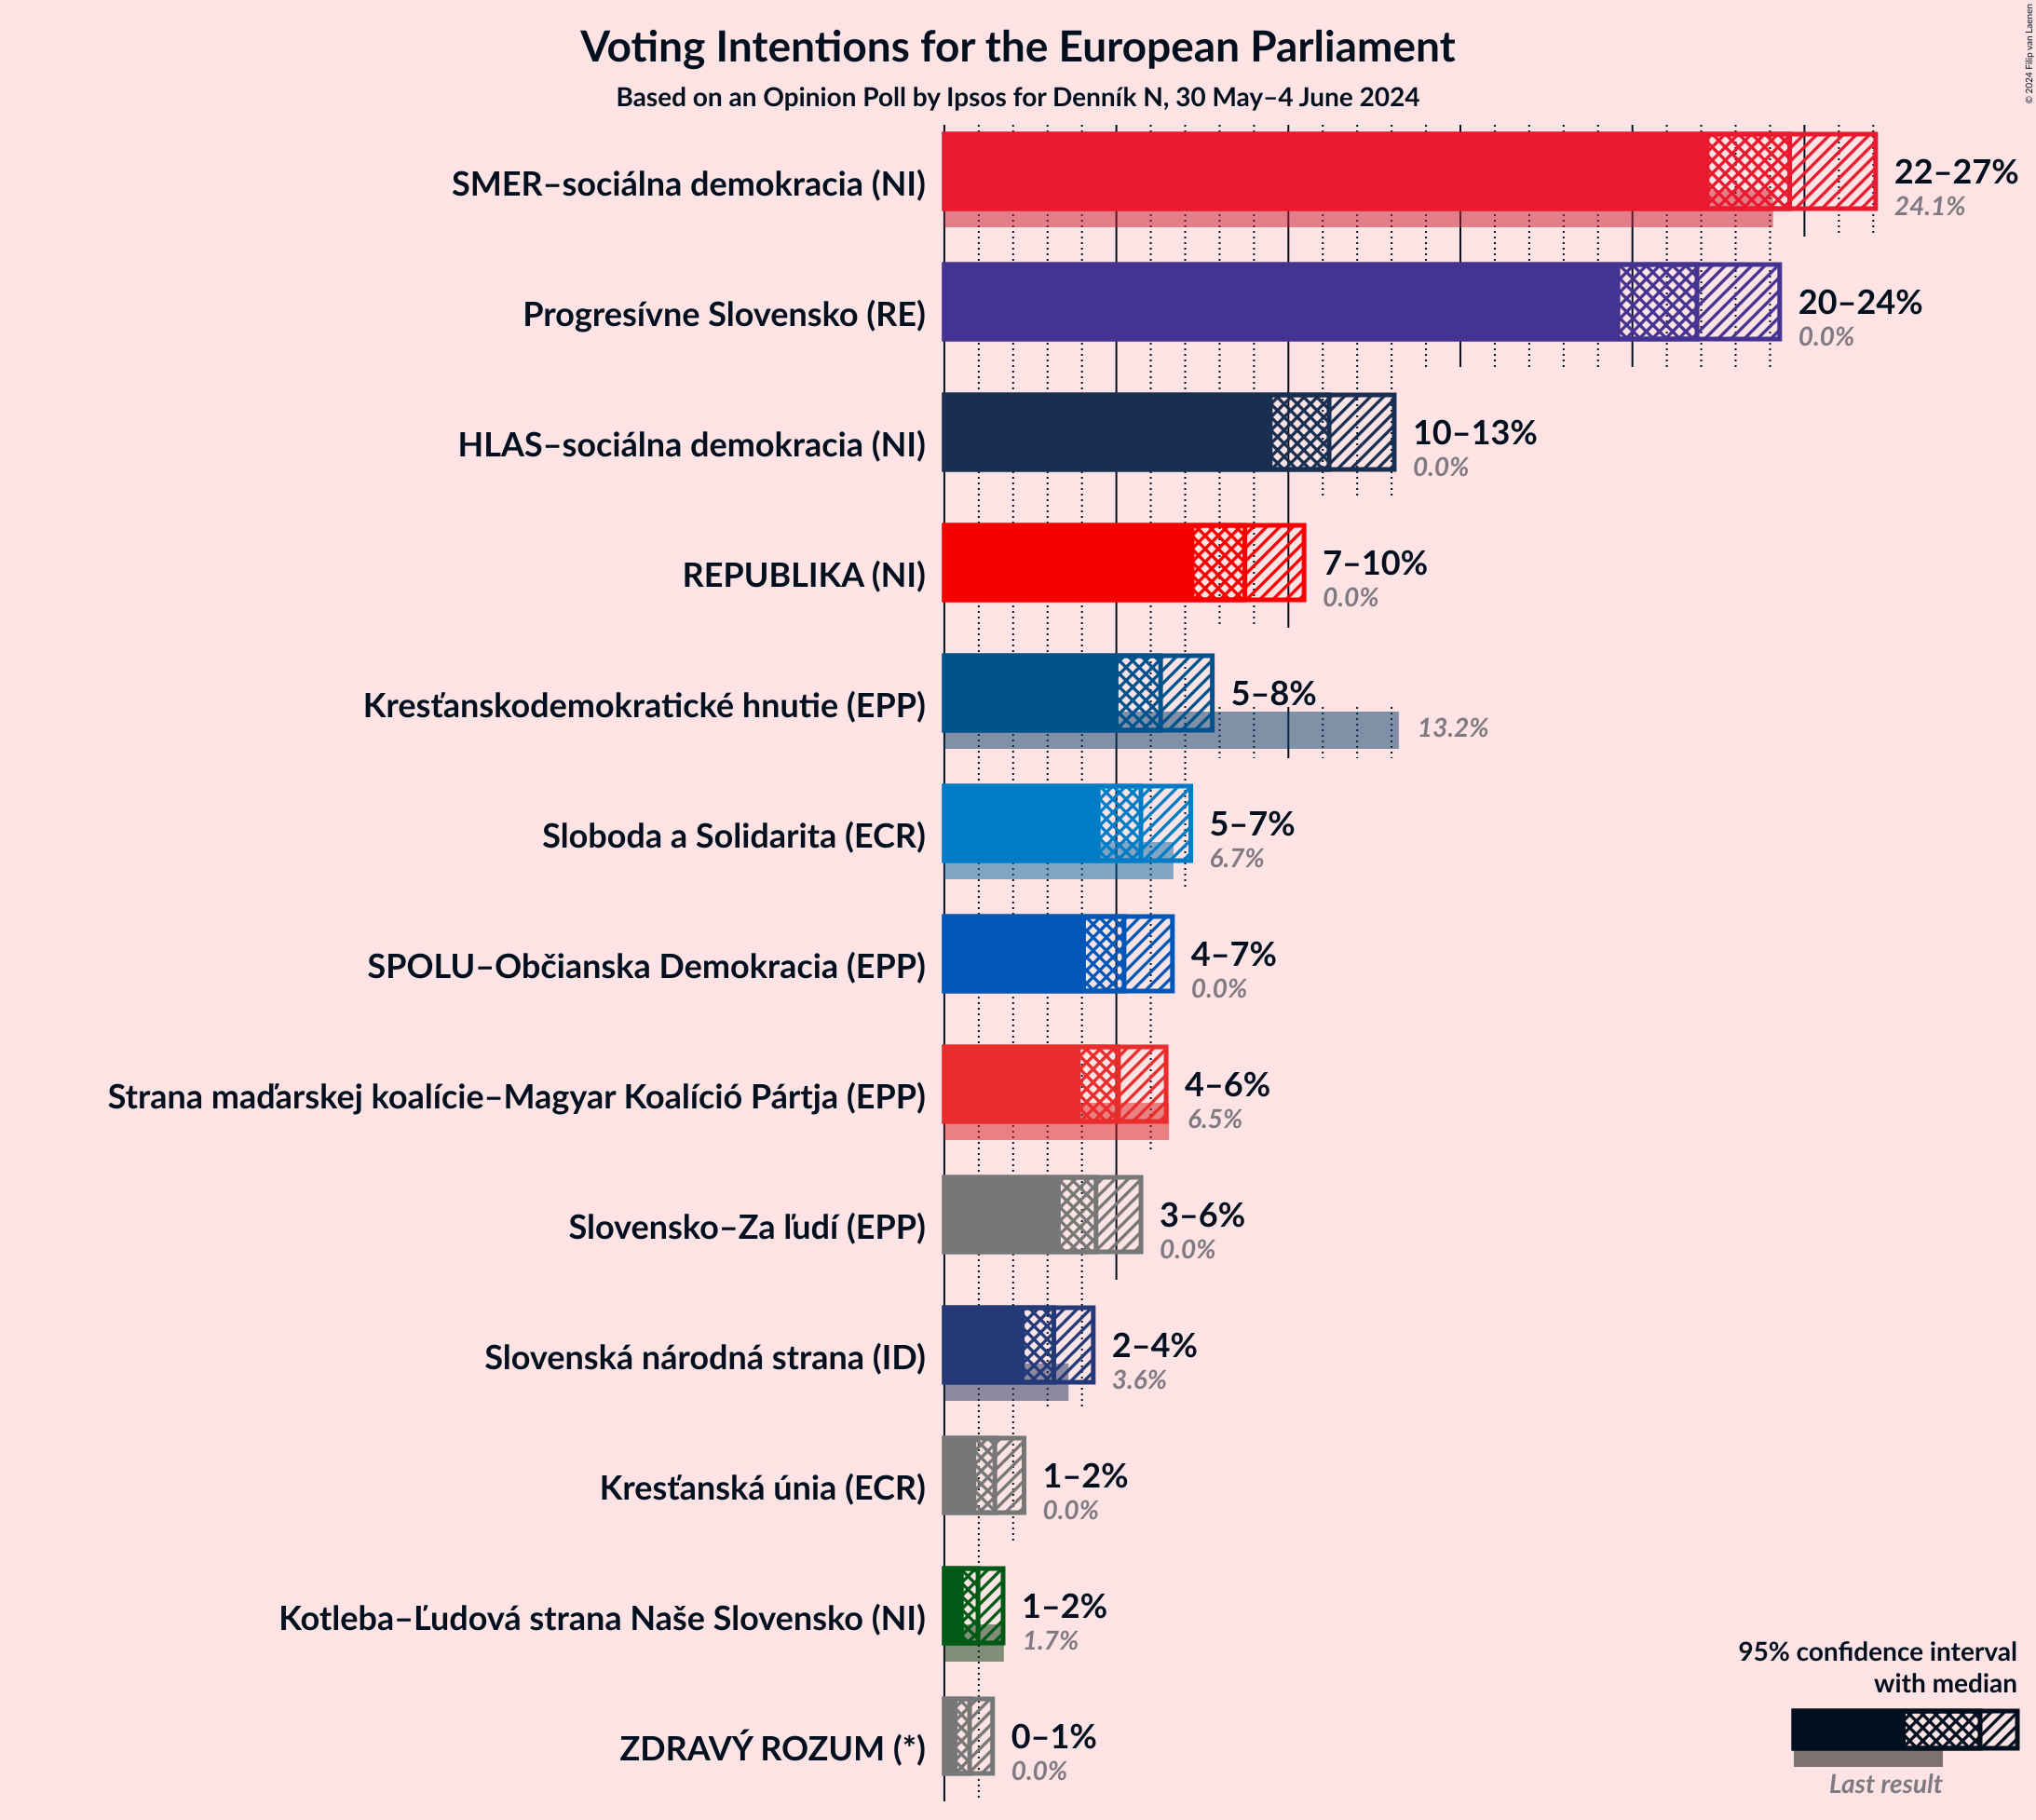 Voting Intentions for the European Parliament
Based on an Opinion Poll by Ipsos for Denník N, 30 May–4 June 2024
© 2024 Filip van Laenen
SMER–sociálna demokracia (NI)
22–27%
24.1%
Progresívne Slovensko (RE)
20–24%
0.0%
HLAS–sociálna demokracia (NI)
10–13%
0.0%
REPUBLIKA (NI)
7–10%
0.0%
Kresťanskodemokratické hnutie (EPP)
5–8%
13.2%
Sloboda a Solidarita (ECR)
5–7%
6.7%
SPOLU–Občianska Demokracia (EPP)
4–7%
0.0%
Strana maďarskej koalície–Magyar Koalíció Pártja (EPP)
4–6%
6.5%
Slovensko–Za ľudí (EPP)
3–6%
0.0%
Slovenská národná strana (ID)
2–4%
3.6%
Kresťanská únia (ECR)
1–2%
0.0%
Kotleba–Ľudová strana Naše Slovensko (NI)
1–2%
1.7%
ZDRAVÝ ROZUM (*)
0–1%
0.0%
95% confidence interval
with median
Last result